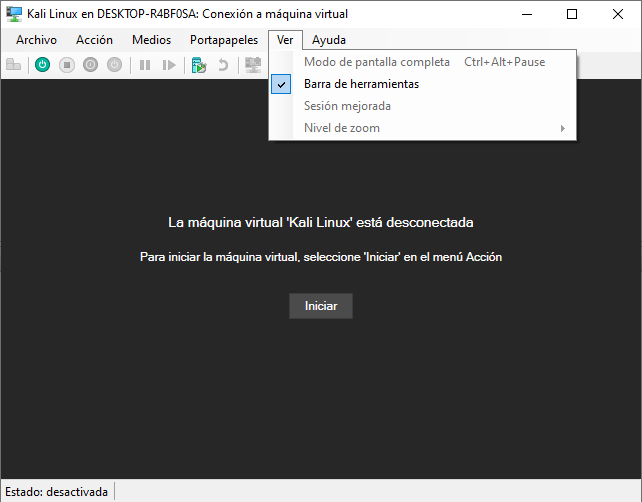 Kali Linux en DESKTOP-R4BF0SA: Conexión a máquina virtual
Archivo Acción Medios Portapapeles Ver Ayuda
Modo de pantalla completa Ctrl+Alt+Pause
Barra de herramientas
Sesión mejorada
Nivel de zoom
La máquina virtual 'Kali Linux' está desconectada
Para iniciar la máquina virtual, seleccione 'Iniciar' en el menú Acción
Iniciar
Estado: desactivada